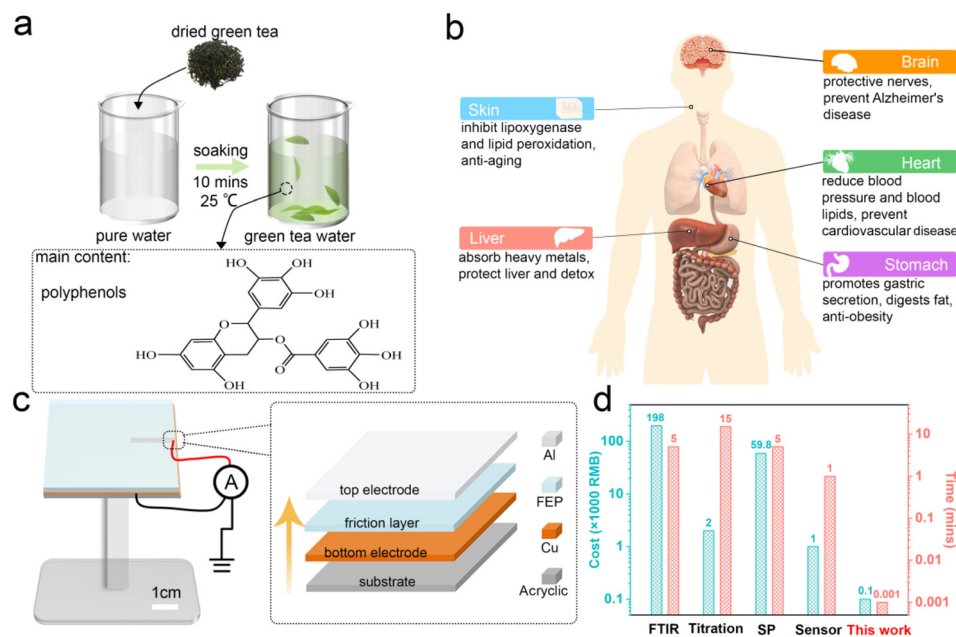 a
dried green tea
soaking
10 mins
25 ℃
pure water
green tea water
main content:
polyphenols
OH
HO
OH
OH
HO
O
OH
O
O
OH
OH
OH
b
Brain
protective nerves,
prevent Alzheimer's
disease
Skin
inhibit lipoxygenase
and lipid peroxidation,
anti-aging
Heart
reduce blood
pressure and blood
lipids, prevent
cardiovascular disease
Liver
absorb heavy metals,
protect liver and detox
Stomach
promotes gastric
secretion, digests fat,
anti-obesity
c
A
1cm
top electrode
friction layer
bottom electrode
substrate
Al
FEP
Cu
Acrylic
d
Cost (×1000 RMB)
100
10
1
0.1
198
5
2
15
59.8
5
1
1
0.1
0.001
10
1
0.1
0.01
0.001
Time (mins)
FTIR Titration SP Sensor This work